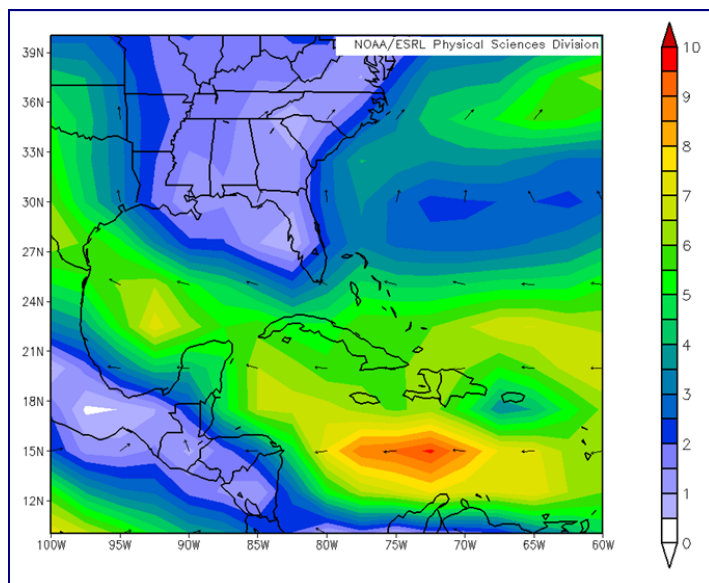 NOAA/ESRL Physical Sciences Division
39N
36N
33N
30N
27N
24N
21N
18N
15N
12N
100W 95W 90W 85W 80W 75W 70W 65W 60W
10
9
8
7
6
5
4
3
2
1
0